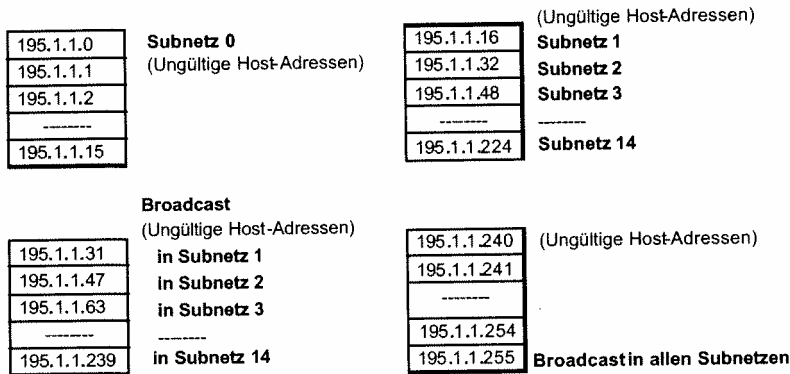 195.1.1.0 Subnetz 0
195.1.1.1 (Ungültige Host-Adressen)
195.1.1.2
--------
195.1.1.15
(Ungültige Host-Adressen)
195.1.1.16 Subnetz 1
195.1.1.32 Subnetz 2
195.1.1.48 Subnetz 3
-------- --------
195.1.1.224 Subnetz 14
Broadcast
(Ungültige Host-Adressen)
195.1.1.31 in Subnetz 1
195.1.1.47 in Subnetz 2
195.1.1.63 in Subnetz 3
-------- --------
195.1.1.239 in Subnetz 14
195.1.1.240 (Ungültige Host-Adressen)
195.1.1.241
--------
195.1.1.254
195.1.1.255 Broadcast in allen Subnetzen